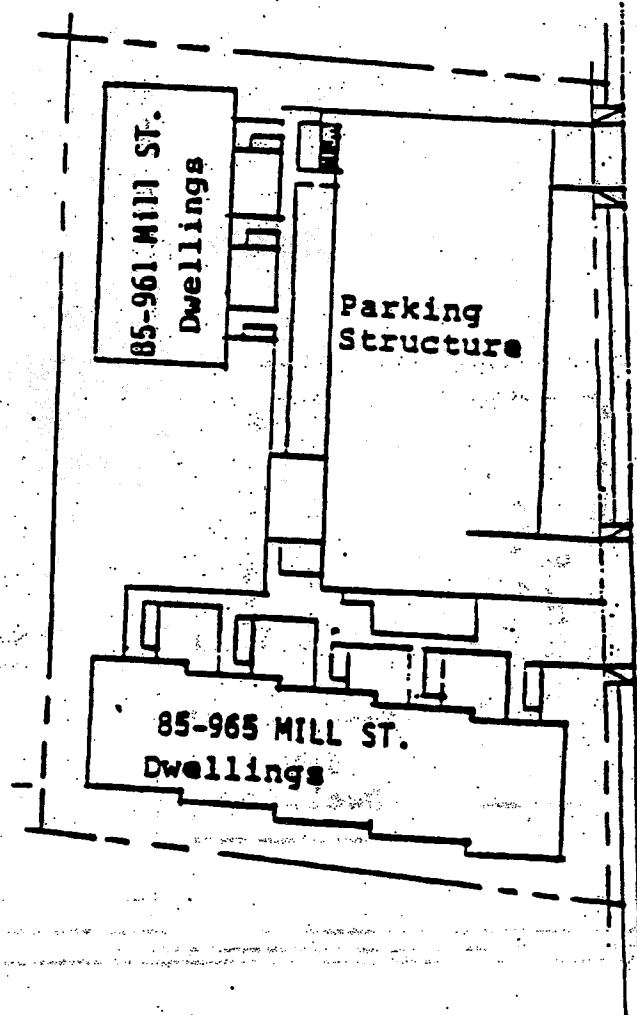 85-961 Mill ST.
Dwellings
Parking
Structure
85-965 MILL ST.
Dwellings